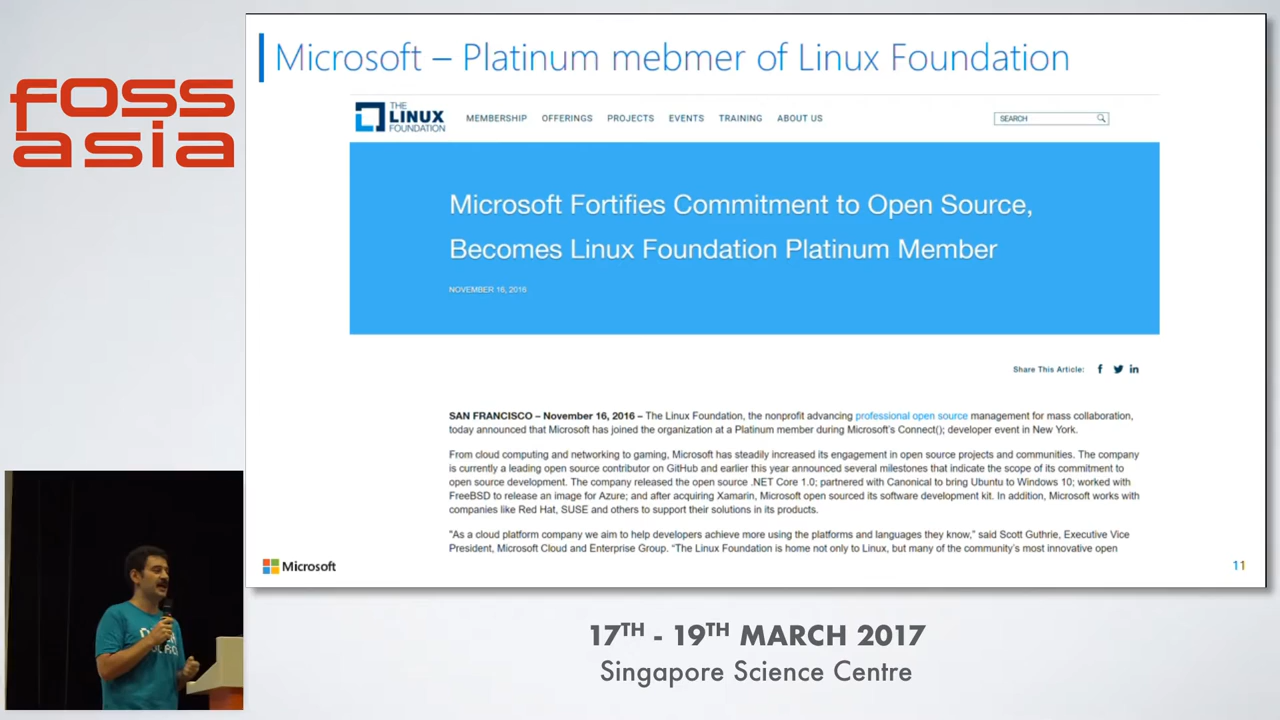 foss
asia
Microsoft – Platinum mebmer of Linux Foundation
THE
LINUX
FOUNDATION
MEMBERSHIP OFFERINGS PROJECTS EVENTS TRAINING ABOUT US
SEARCH
Microsoft Fortifies Commitment to Open Source,
Becomes Linux Foundation Platinum Member
NOVEMBER 16, 2016
Share This Article:
SAN FRANCISCO – November 16, 2016 – The Linux Foundation, the nonprofit advancing professional open source management for mass collaboration,
today announced that Microsoft has joined the organization at a Platinum member during Microsoft's Connect(); developer event in New York.
From cloud computing and networking to gaming, Microsoft has steadily increased its engagement in open source projects and communities. The company
is currently a leading open source contributor on GitHub and earlier this year announced several milestones that indicate the scope of its commitment to
open source development. The company released the open source .NET Core 1.0; partnered with Canonical to bring Ubuntu to Windows 10; worked with
FreeBSD to release an image for Azure; and after acquiring Xamarin, Microsoft open sourced its software development kit. In addition, Microsoft works with
companies like Red Hat, SUSE and others to support their solutions in its products.
"As a cloud platform company we aim to help developers achieve more using the platforms and languages they know," said Scott Guthrie, Executive Vice
President, Microsoft Cloud and Enterprise Group. "The Linux Foundation is home not only to Linux, but many of the community's most innovative open
Microsoft
11
17TH - 19TH MARCH 2017
Singapore Science Centre